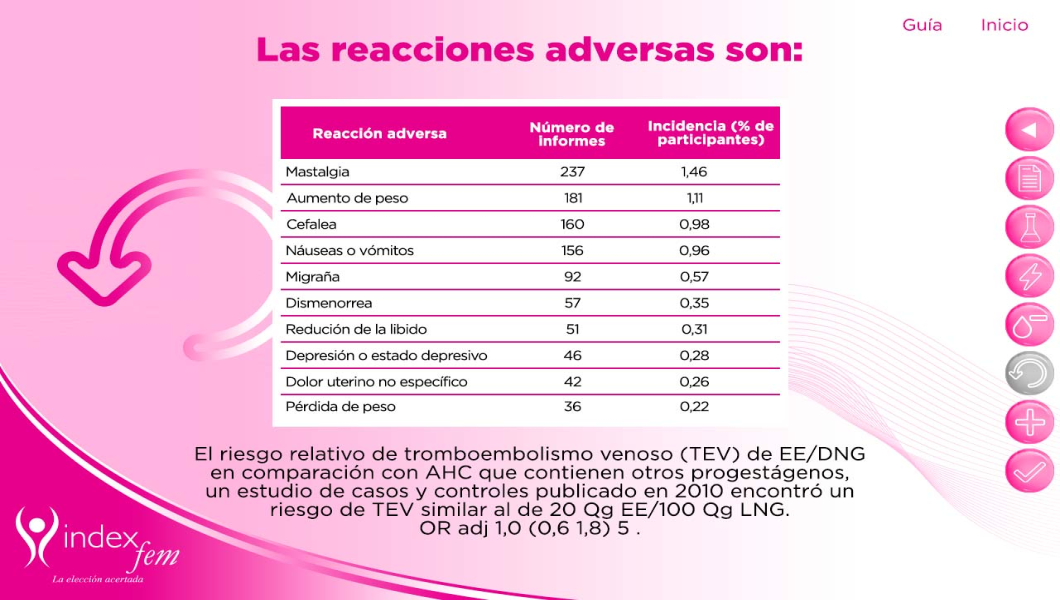 Guía Inicio
Las reacciones adversas son:
Reacción adversa Número de informes Incidencia (% de participantes)
Mastalgia 237 1,46
Aumento de peso 181 1,11
Cefalea 160 0,98
Náuseas o vómitos 156 0,96
Migraña 92 0,57
Dismenorrea 57 0,35
Redución de la libido 51 0,31
Depresión o estado depresivo 46 0,28
Dolor uterino no específico 42 0,26
Pérdida de peso 36 0,22
El riesgo relativo de tromboembolismo venoso (TEV) de EE/DNG
en comparación con AHC que contienen otros progestágenos,
un estudio de casos y controles publicado en 2010 encontró un
riesgo de TEV similar al de 20 Qg EE/100 Qg LNG.
OR adj 1,0 (0,6 1,8) 5 .
index
fem
La elección acertada